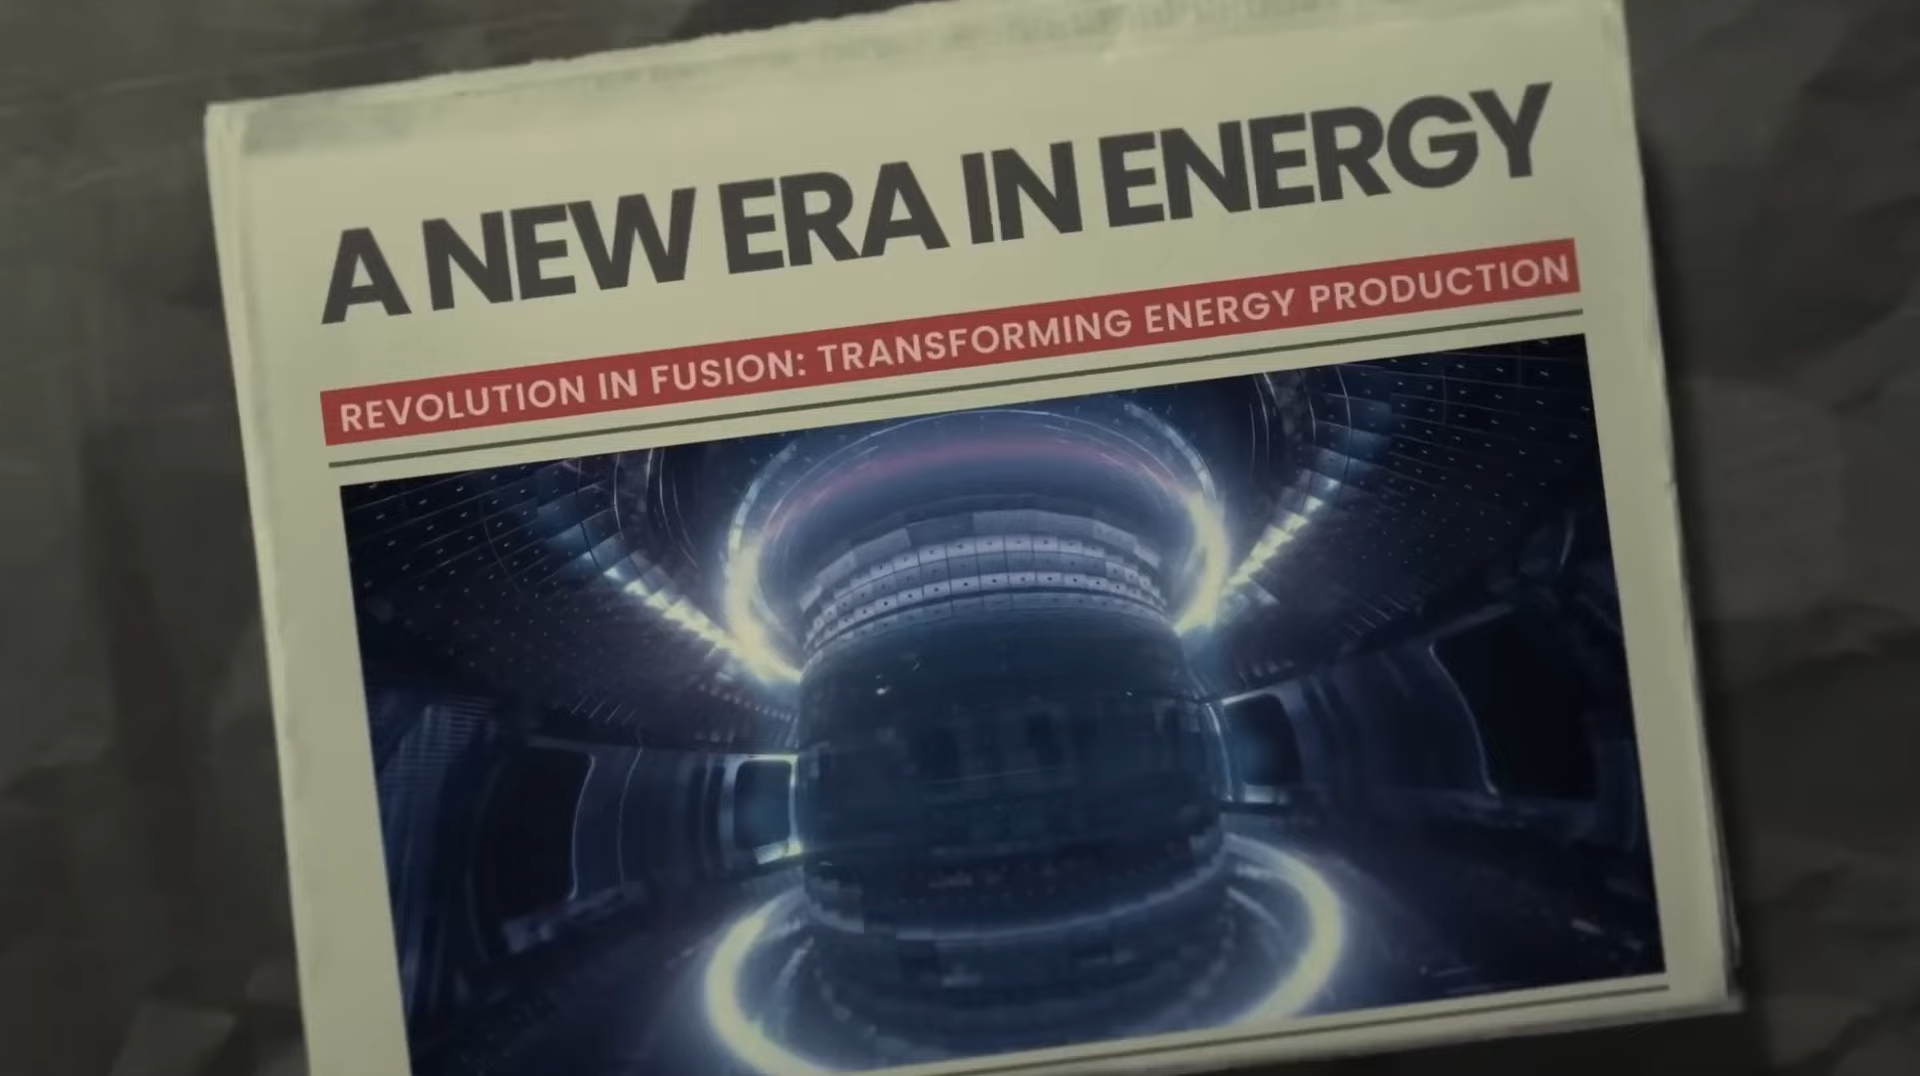 A NEW ERA IN ENERGY
REVOLUTION IN FUSION: TRANSFORMING ENERGY PRODUCTION